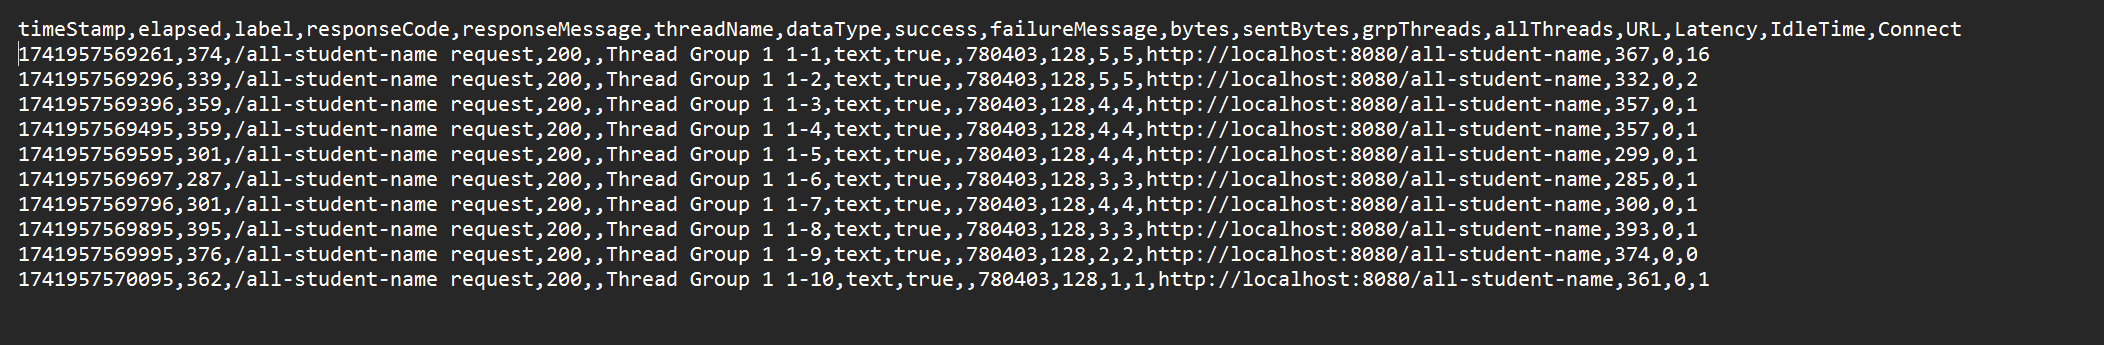 timeStamp,elapsed,label,responseCode,responseMessage,threadName,dataType,success,failureMessage,bytes,sentBytes,grpThreads,allThreads,URL,Latency,IdleTime,Connect
1741957569261,374,/all-student-name request,200,,Thread Group 1 1-1,text,true,,780403,128,5,5,http://localhost:8080/all-student-name,367,0,16
1741957569296,339,/all-student-name request,200,,Thread Group 1 1-2,text,true,,780403,128,5,5,http://localhost:8080/all-student-name,332,0,2
1741957569396,359,/all-student-name request,200,,Thread Group 1 1-3,text,true,,780403,128,4,4,http://localhost:8080/all-student-name,357,0,1
1741957569495,359,/all-student-name request,200,,Thread Group 1 1-4,text,true,,780403,128,4,4,http://localhost:8080/all-student-name,357,0,1
1741957569595,301,/all-student-name request,200,,Thread Group 1 1-5,text,true,,780403,128,4,4,http://localhost:8080/all-student-name,299,0,1
1741957569697,287,/all-student-name request,200,,Thread Group 1 1-6,text,true,,780403,128,3,3,http://localhost:8080/all-student-name,285,0,1
1741957569796,301,/all-student-name request,200,,Thread Group 1 1-7,text,true,,780403,128,4,4,http://localhost:8080/all-student-name,300,0,1
1741957569895,395,/all-student-name request,200,,Thread Group 1 1-8,text,true,,780403,128,3,3,http://localhost:8080/all-student-name,393,0,1
1741957569995,376,/all-student-name request,200,,Thread Group 1 1-9,text,true,,780403,128,2,2,http://localhost:8080/all-student-name,374,0,0
1741957570095,362,/all-student-name request,200,,Thread Group 1 1-10,text,true,,780403,128,1,1,http://localhost:8080/all-student-name,361,0,1